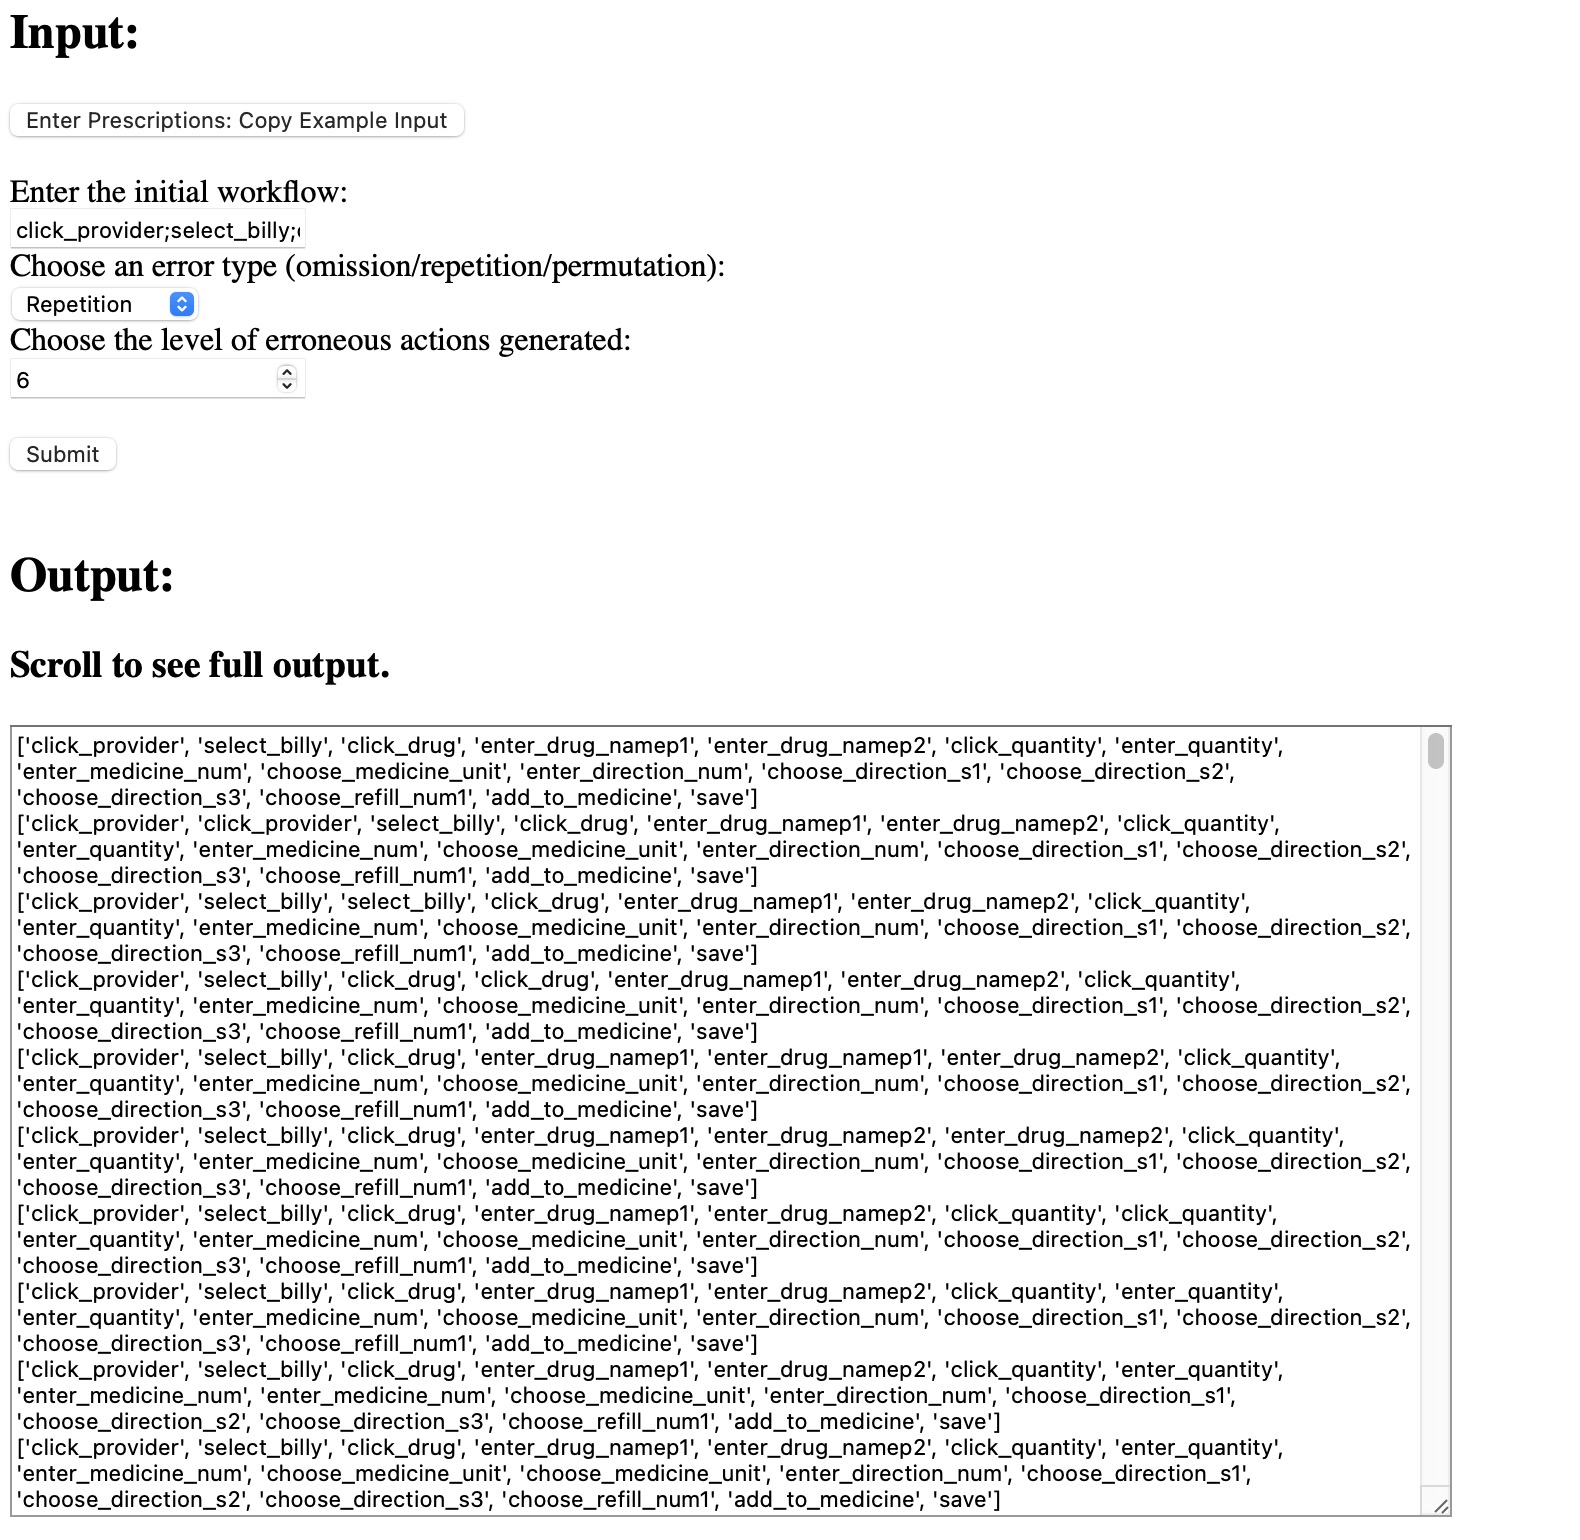 Input:
Enter Prescriptions: Copy Example Input
Enter the initial workflow:
click_provider;select_billy;
Choose an error type (omission/repetition/permutation):
Repetition
Choose the level of erroneous actions generated:
6
Submit
Output:
Scroll to see full output.
['click_provider', 'select_billy', 'click_drug', 'enter_drug_namep1', 'enter_drug_namep2', 'click_quantity', 'enter_quantity',
'enter_medicine_num', 'choose_medicine_unit', 'enter_direction_num', 'choose_direction_s1', 'choose_direction_s2',
'choose_direction_s3', 'choose_refill_num1', 'add_to_medicine', 'save']
['click_provider', 'click_provider', 'select_billy', 'click_drug', 'enter_drug_namep1', 'enter_drug_namep2', 'click_quantity',
'enter_quantity', 'enter_medicine_num', 'choose_medicine_unit', 'enter_direction_num', 'choose_direction_s1', 'choose_direction_s2',
'choose_direction_s3', 'choose_refill_num1', 'add_to_medicine', 'save']
['click_provider', 'select_billy', 'select_billy', 'click_drug', 'enter_drug_namep1', 'enter_drug_namep2', 'click_quantity',
'enter_quantity', 'enter_medicine_num', 'choose_medicine_unit', 'enter_direction_num', 'choose_direction_s1', 'choose_direction_s2',
'choose_direction_s3', 'choose_refill_num1', 'add_to_medicine', 'save']
['click_provider', 'select_billy', 'click_drug', 'click_drug', 'enter_drug_namep1', 'enter_drug_namep2', 'click_quantity',
'enter_quantity', 'enter_medicine_num', 'choose_medicine_unit', 'enter_direction_num', 'choose_direction_s1', 'choose_direction_s2',
'choose_direction_s3', 'choose_refill_num1', 'add_to_medicine', 'save']
['click_provider', 'select_billy', 'click_drug', 'enter_drug_namep1', 'enter_drug_namep1', 'enter_drug_namep2', 'click_quantity',
'enter_quantity', 'enter_medicine_num', 'choose_medicine_unit', 'enter_direction_num', 'choose_direction_s1', 'choose_direction_s2',
'choose_direction_s3', 'choose_refill_num1', 'add_to_medicine', 'save']
['click_provider', 'select_billy', 'click_drug', 'enter_drug_namep1', 'enter_drug_namep2', 'enter_drug_namep2', 'click_quantity',
'enter_quantity', 'enter_medicine_num', 'choose_medicine_unit', 'enter_direction_num', 'choose_direction_s1', 'choose_direction_s2',
'choose_direction_s3', 'choose_refill_num1', 'add_to_medicine', 'save']
['click_provider', 'select_billy', 'click_drug', 'enter_drug_namep1', 'enter_drug_namep2', 'click_quantity', 'click_quantity',
'enter_quantity', 'enter_medicine_num', 'choose_medicine_unit', 'enter_direction_num', 'choose_direction_s1', 'choose_direction_s2',
'choose_direction_s3', 'choose_refill_num1', 'add_to_medicine', 'save']
['click_provider', 'select_billy', 'click_drug', 'enter_drug_namep1', 'enter_drug_namep2', 'click_quantity', 'enter_quantity',
'enter_quantity', 'enter_medicine_num', 'choose_medicine_unit', 'enter_direction_num', 'choose_direction_s1', 'choose_direction_s2',
'choose_direction_s3', 'choose_refill_num1', 'add_to_medicine', 'save']
['click_provider', 'select_billy', 'click_drug', 'enter_drug_namep1', 'enter_drug_namep2', 'click_quantity', 'enter_quantity',
'enter_medicine_num', 'enter_medicine_num', 'choose_medicine_unit', 'enter_direction_num', 'choose_direction_s1',
'choose_direction_s2', 'choose_direction_s3', 'choose_refill_num1', 'add_to_medicine', 'save']
['click_provider', 'select_billy', 'click_drug', 'enter_drug_namep1', 'enter_drug_namep2', 'click_quantity', 'enter_quantity',
'enter_medicine_num', 'choose_medicine_unit', 'choose_medicine_unit', 'enter_direction_num', 'choose_direction_s1',
'choose_direction_s2', 'choose_direction_s3', 'choose_refill_num1', 'add_to_medicine', 'save']